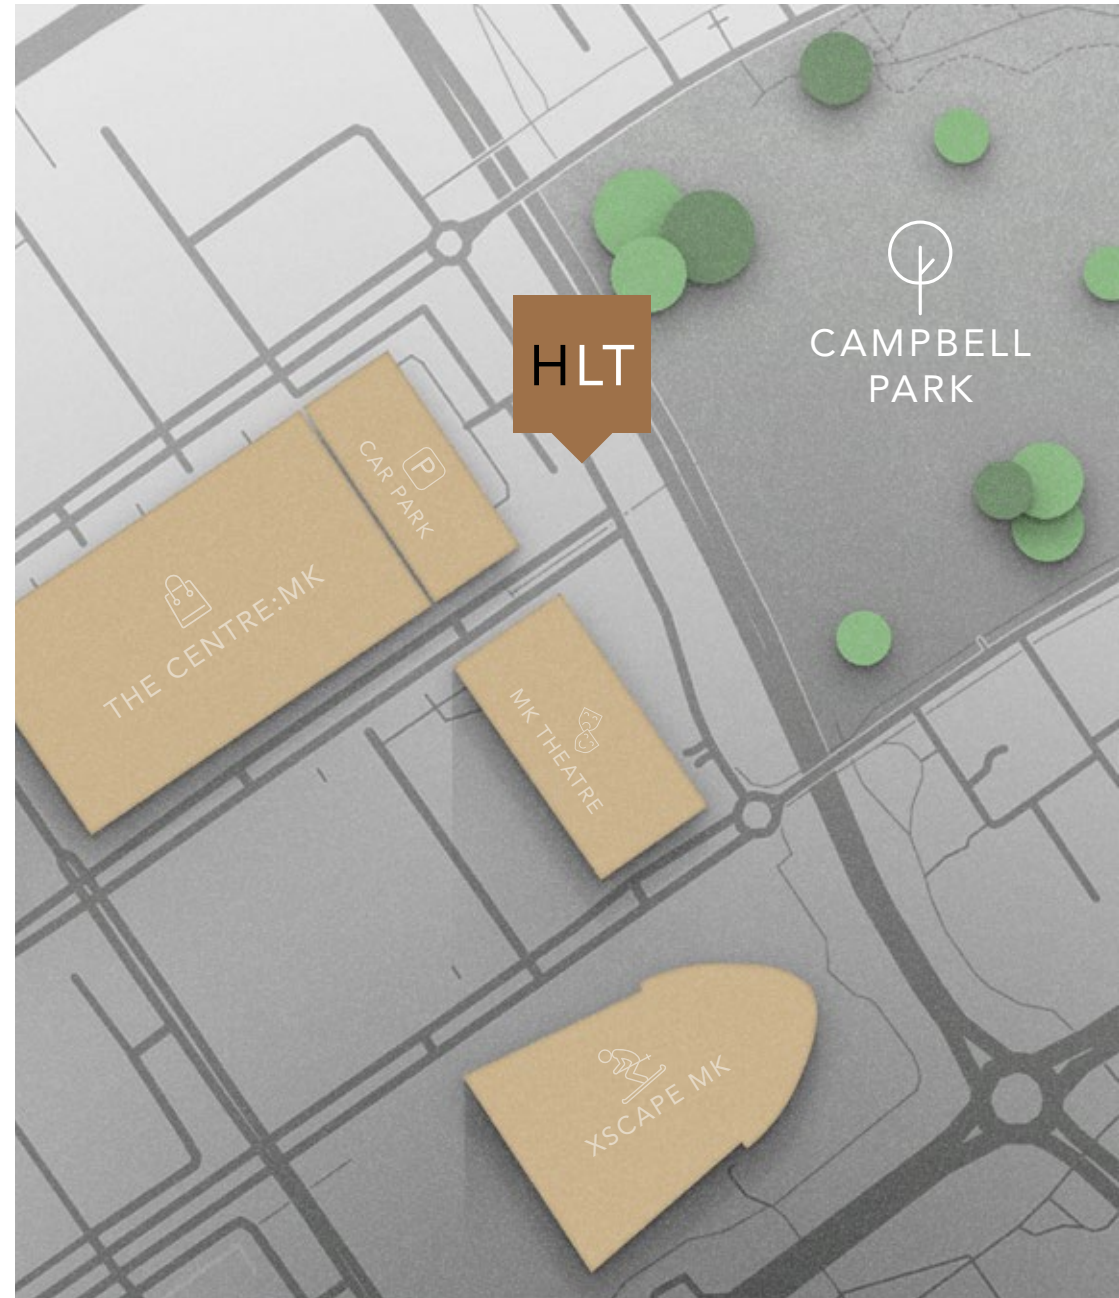 CAMPBELL
PARK
HLT
P
CAR PARK
THE CENTRE:MK
MK THEATRE
XSCAPE MK